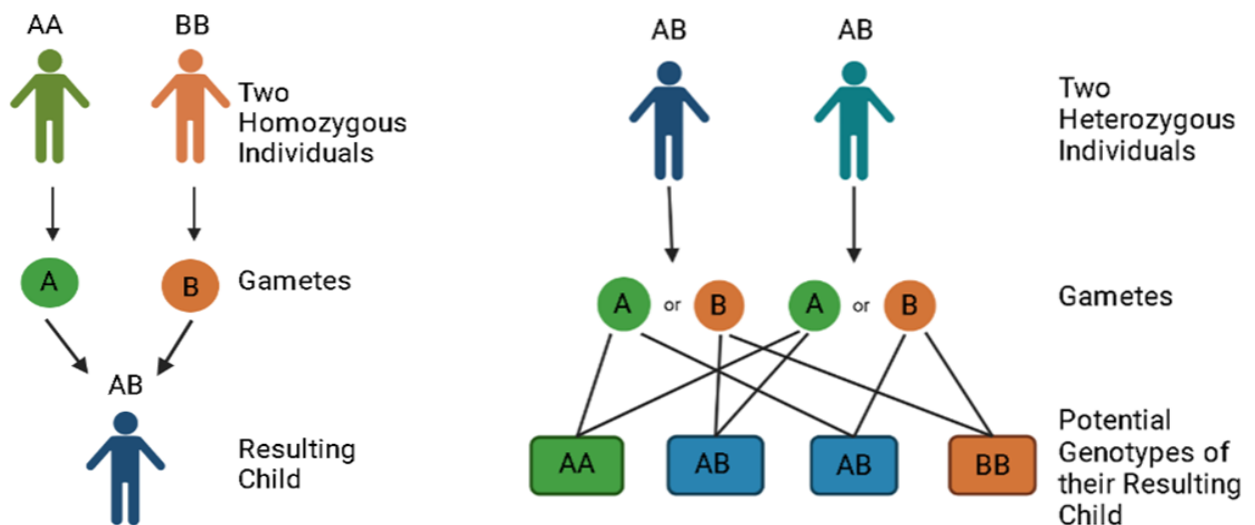 AA
BB
Two
Homozygous
Individuals
A
B
Gametes
AB
Resulting
Child
AB
AB
Two
Heterozygous
Individuals
A or B
A or B
Gametes
AA
AB
AB
BB
Potential
Genotypes of
their Resulting
Child